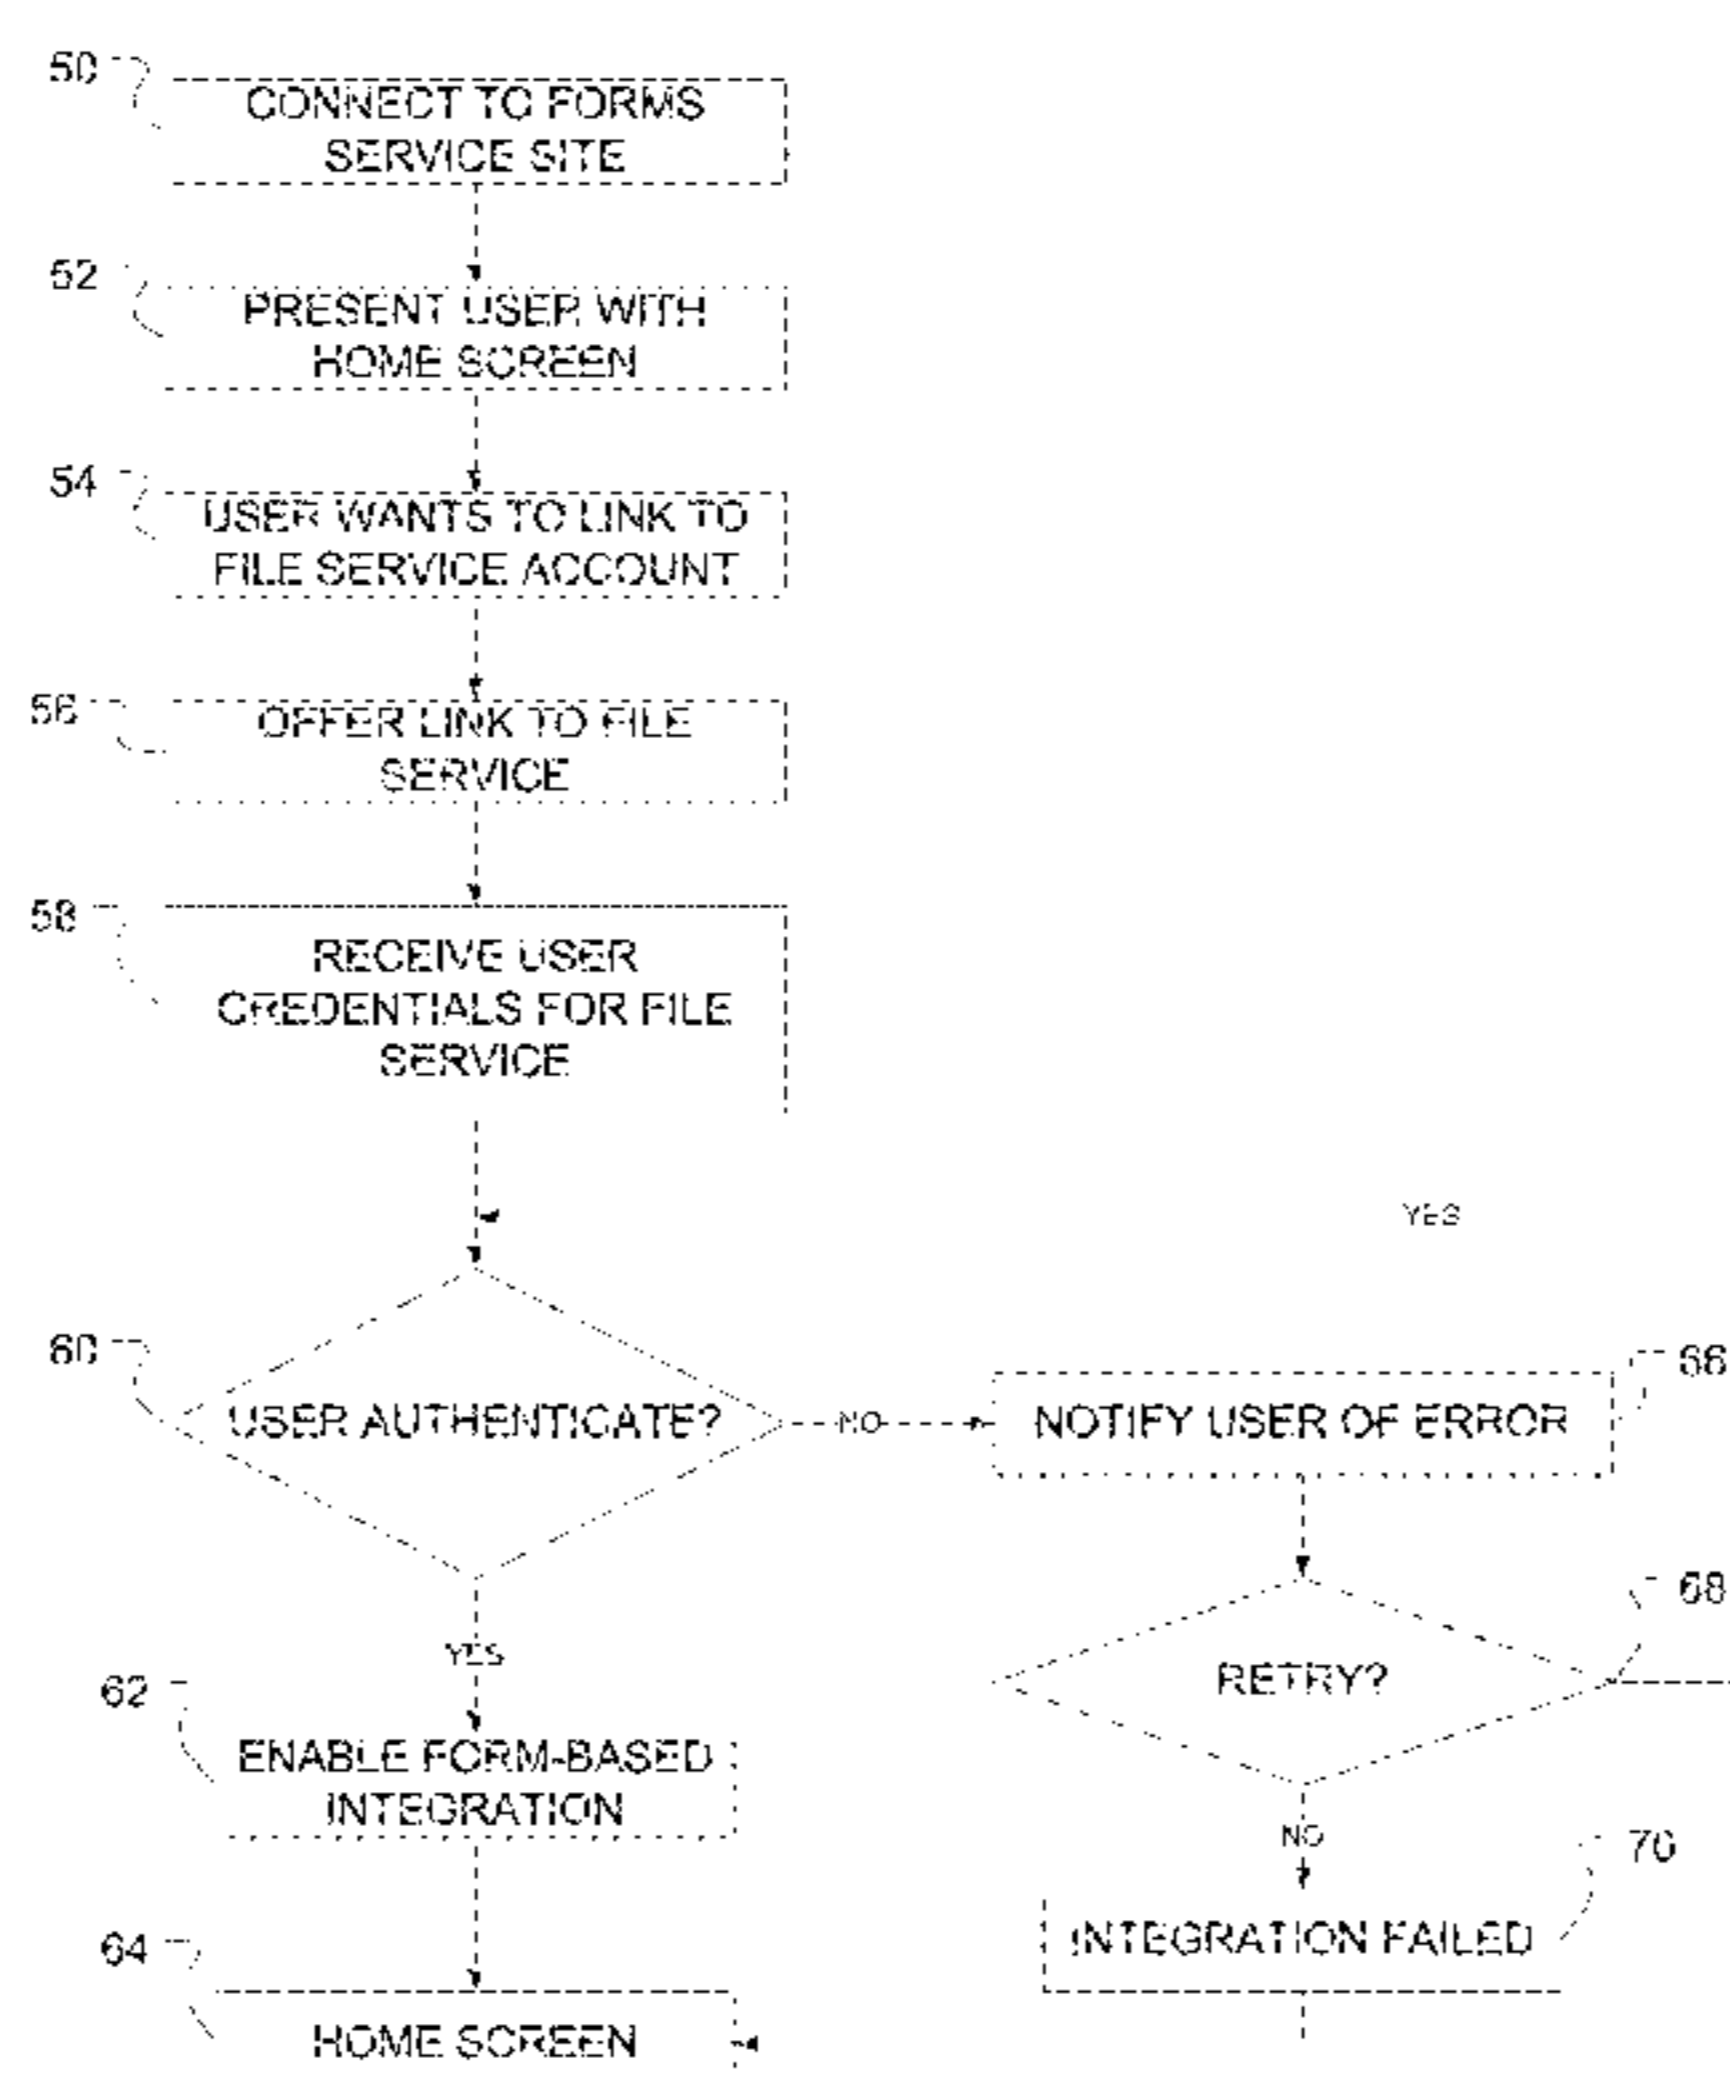 50
CONNECT TO FORMS
SERVICE SITE
52
PRESENT USER WITH
HOME SCREEN
54
USER WANTS TO LINK TO
FILE SERVICE ACCOUNT
56
OFFER LINK TO FILE
SERVICE
58
RECEIVE USER
CREDENTIALS FOR FILE
SERVICE
YES
60
USER AUTHENTICATE?
NO
NOTIFY USER OF ERROR
66
68
RETRY?
YES
62
ENABLE FORM-BASED
INTEGRATION
NO
70
INTEGRATION FAILED
64
HOME SCREEN